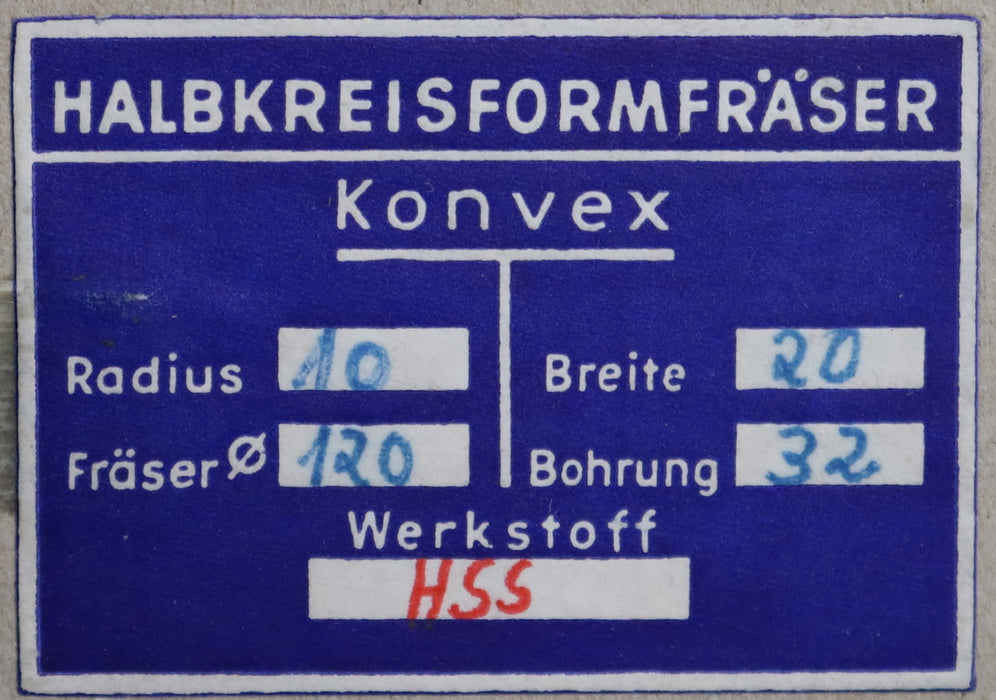 HALBKREISFORMFRÄSER
Konvex
Radius 10 Breite 20
Fräser Ø 120 Bohrung 32
Werkstoff
HSS